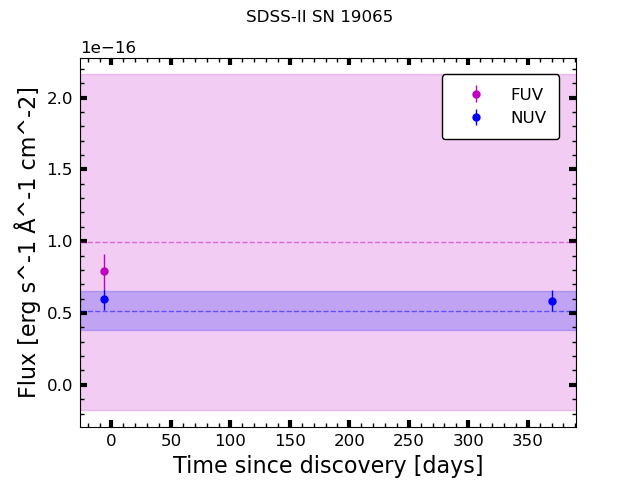 SDSS-II SN 19065
1e−16
FUV
NUV
2.0
1.5
1.0
0.5
0.0
Flux [erg s^-1 Å^-1 cm^-2]
0 50 100 150 200 250 300 350
Time since discovery [days]